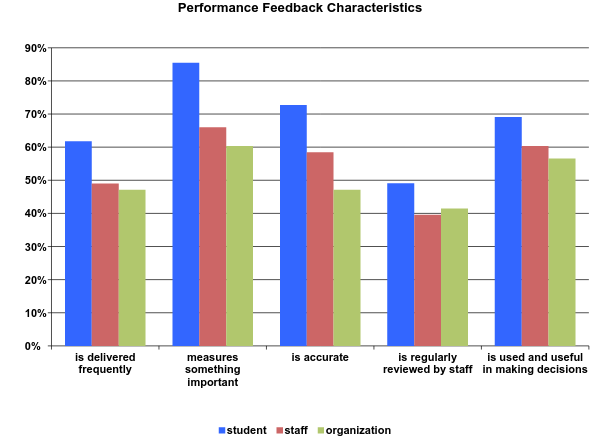 Performance Feedback Characteristics
90%
80%
70%
60%
50%
40%
30%
20%
10%
0%
is delivered
frequently
measures
something
important
is accurate
is regularly
reviewed by staff
is used and useful
in making decisions
student staff organization